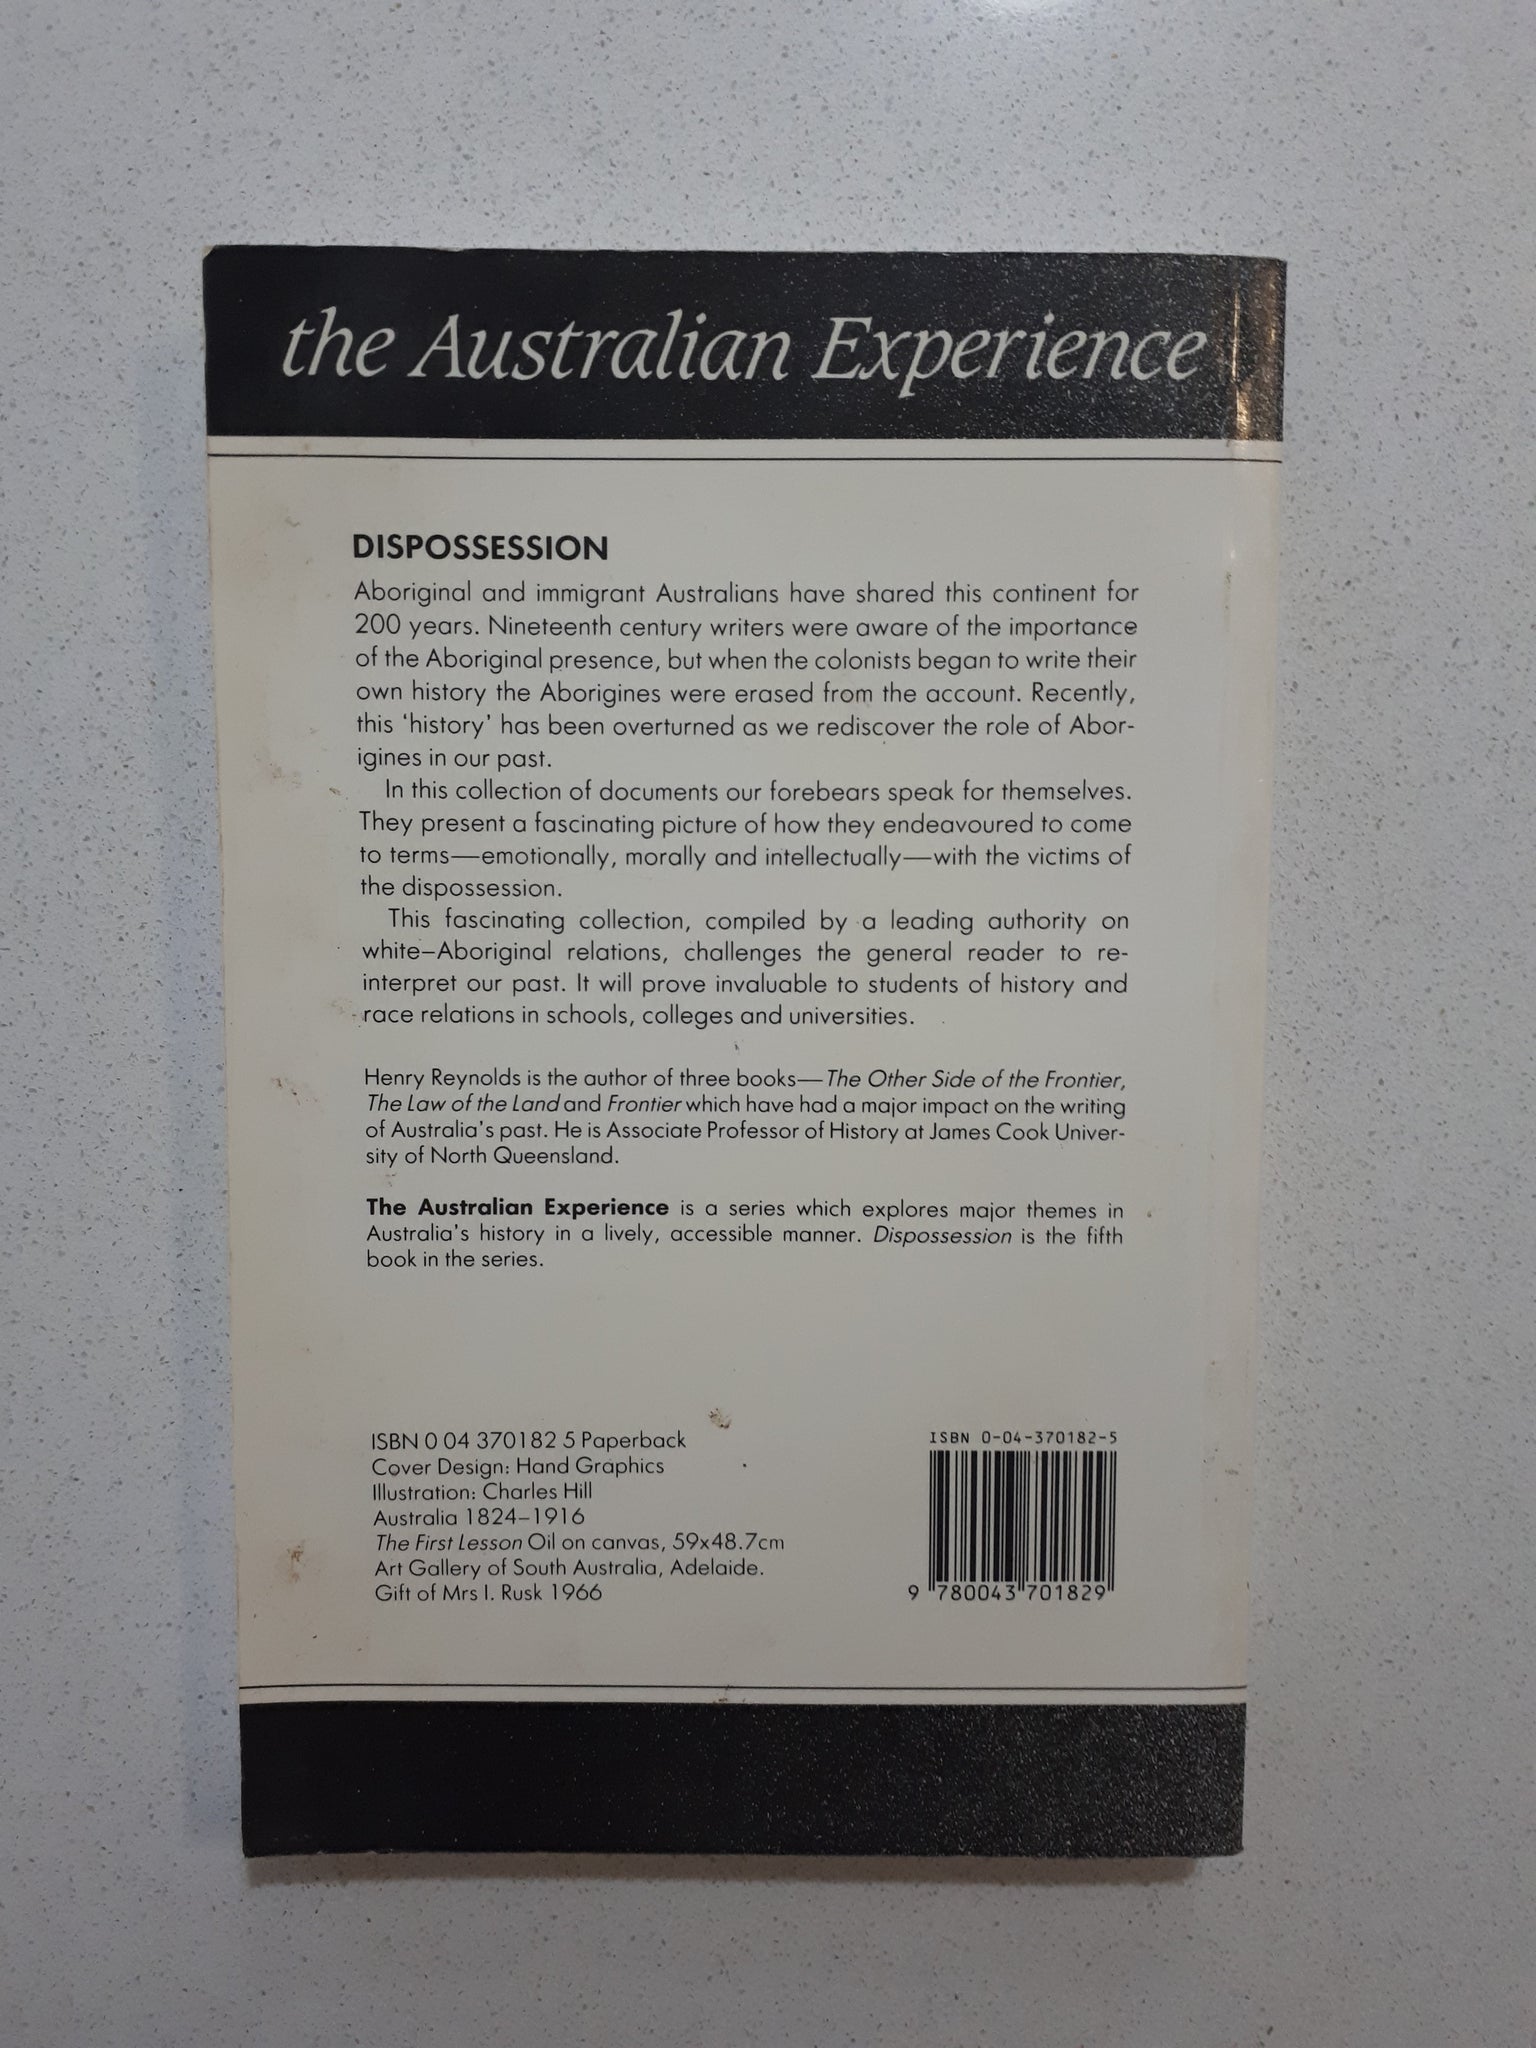 the Australian Experience
DISPOSSESSION
Aboriginal and immigrant Australians have shared this continent for
200 years. Nineteenth century writers were aware of the importance
of the Aboriginal presence, but when the colonists began to write their
own history the Aborigines were erased from the account. Recently,
this ‘history’ has been overturned as we rediscover the role of Abor-
igines in our past.
In this collection of documents our forebears speak for themselves.
They present a fascinating picture of how they endeavoured to come
to terms—emotionally, morally and intellectually—with the victims of
the dispossession.
This fascinating collection, compiled by a leading authority on
white–Aboriginal relations, challenges the general reader to re-
interpret our past. It will prove invaluable to students of history and
race relations in schools, colleges and universities.
Henry Reynolds is the author of three books—The Other Side of the Frontier,
The Law of the Land and Frontier which have had a major impact on the writing
of Australia’s past. He is Associate Professor of History at James Cook Univer-
sity of North Queensland.
The Australian Experience is a series which explores major themes in
Australia’s history in a lively, accessible manner. Dispossession is the fifth
book in the series.
ISBN 0 04 370182 5 Paperback
Cover Design: Hand Graphics
Illustration: Charles Hill
Australia 1824–1916
The First Lesson Oil on canvas, 59x48.7cm
Art Gallery of South Australia, Adelaide.
Gift of Mrs I. Rusk 1966
ISBN 0-04-370182-5
9 780043 701829